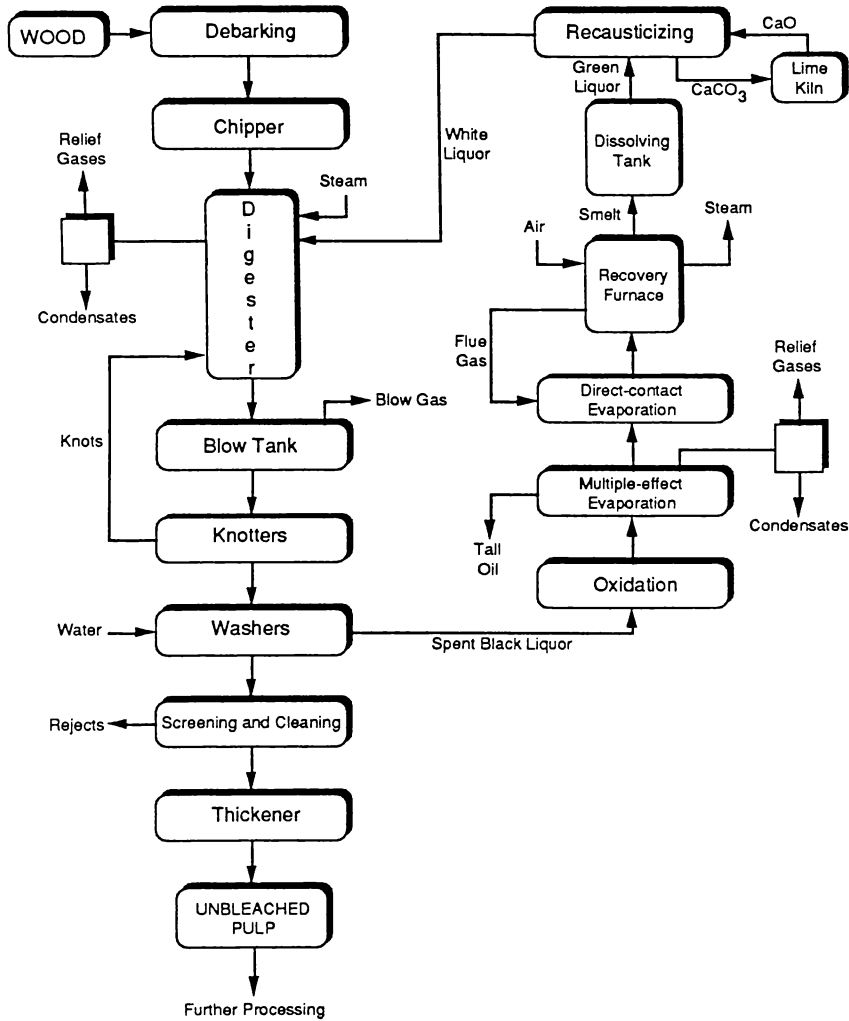 WOOD
Debarking
Chipper
Relief
Gases
Steam
D
i
g
e
s
t
e
r
Condensates
White
Liquor
Blow Gas
Blow Tank
Knots
Knotters
Water
Washers
Spent Black Liquor
Rejects
Screening and Cleaning
Thickener
UNBLEACHED
PULP
Further Processing
Recausticizing
CaO
Lime
Kiln
CaCO3
Green
Liquor
Dissolving
Tank
Smelt
Steam
Air
Recovery
Furnace
Flue
Gas
Direct-contact
Evaporation
Relief
Gases
Multiple-effect
Evaporation
Condensates
Tall
Oil
Oxidation